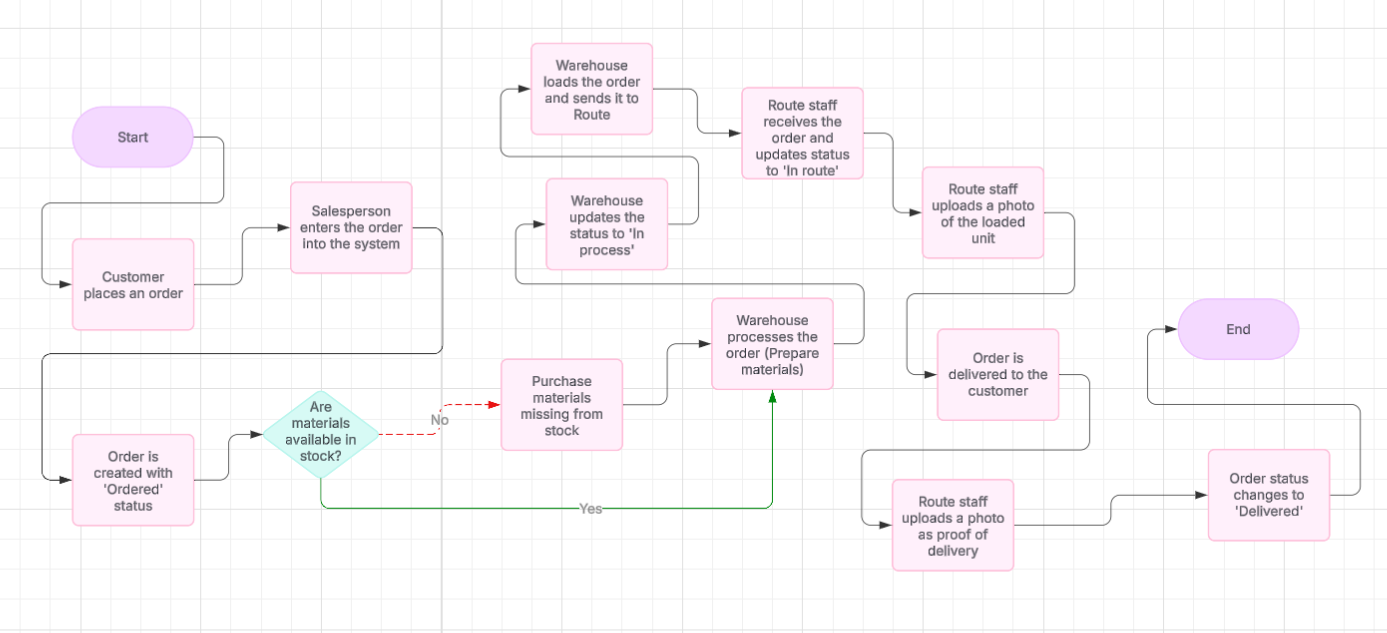 Start
Customer
places an order
Salesperson
enters the order
into the system
Order is
created with
'Ordered'
status
Are
materials
available in
stock?
No
Yes
Purchase
materials
missing from
stock
Warehouse
processes the
order (Prepare
materials)
Warehouse
updates the
status to 'In
process'
Warehouse
loads the order
and sends it to
Route
Route staff
receives the
order and
updates status
to 'In route'
Route staff
uploads a photo
of the loaded
unit
Order is
delivered to the
customer
Route staff
uploads a photo
as proof of
delivery
Order status
changes to
'Delivered'
End